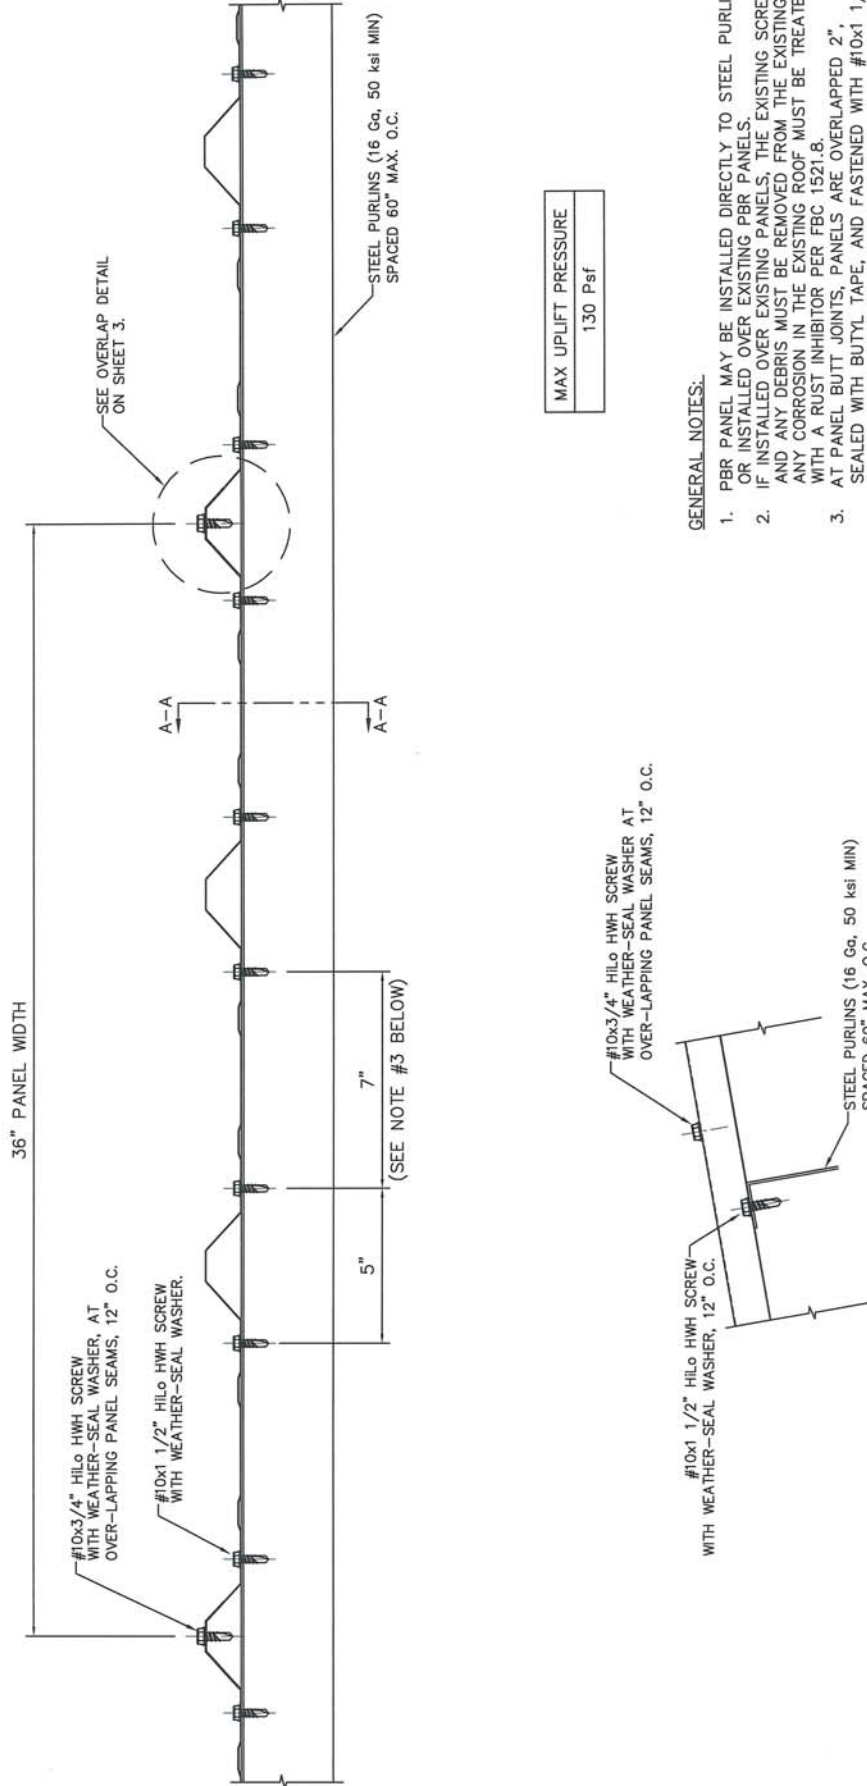 36" PANEL WIDTH
#10x3/4" HiLo HWH SCREW
WITH WEATHER-SEAL WASHER, AT
OVER-LAPPING PANEL SEAMS, 12" O.C.
#10x1 1/2" HiLo HWH SCREW
WITH WEATHER-SEAL WASHER.
SEE OVERLAP DETAIL
ON SHEET 3.
A-A
A-A
5"
7"
(SEE NOTE #3 BELOW)
STEEL PURLINS (16 Ga, 50 ksi MIN)
SPACED 60" MAX. O.C.
MAX UPLIFT PRESSURE
130 Psf
#10x1 1/2" HiLo HWH SCREW
WITH WEATHER-SEAL WASHER, 12" O.C.
#10x3/4" HiLo HWH SCREW
WITH WEATHER-SEAL WASHER AT
OVER-LAPPING PANEL SEAMS, 12" O.C.
STEEL PURLINS (16 Ga, 50 ksi MIN)
SPACED 60" MAX. O.C.
GENERAL NOTES:
1. PBR PANEL MAY BE INSTALLED DIRECTLY TO STEEL
OR INSTALLED OVER EXISTING PBR PANELS.
2. IF INSTALLED OVER EXISTING PANELS, THE EXISTING
AND ANY DEBRIS MUST BE REMOVED FROM THE EXISTING
ANY CORROSION IN THE EXISTING ROOF MUST BE
WITH A RUST INHIBITOR PER FBC 1521.8.
3. AT PANEL BUTT JOINTS, PANELS ARE OVERLAPPED 2",
SEALED WITH BUTYL TAPE, AND FASTENED WITH